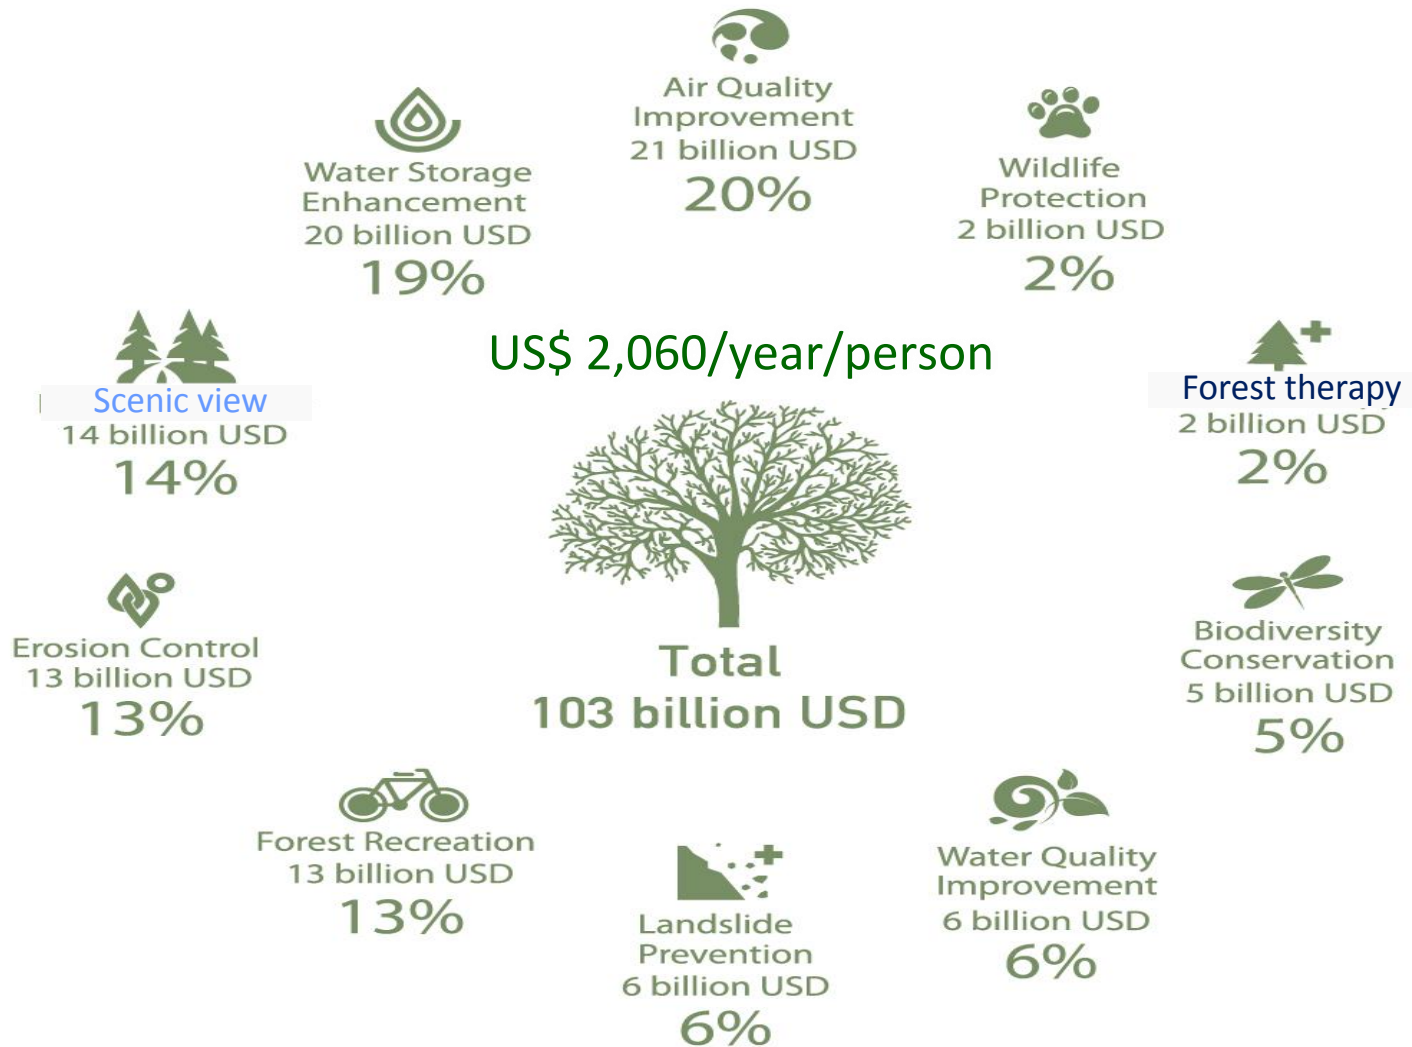 Air Quality
Improvement
21 billion USD
20%
Water Storage
Enhancement
20 billion USD
19%
Wildlife
Protection
2 billion USD
2%
US$ 2,060/year/person
Scenic view
14 billion USD
14%
Forest therapy
2 billion USD
2%
Erosion Control
13 billion USD
13%
Total
103 billion USD
Biodiversity
Conservation
5 billion USD
5%
Forest Recreation
13 billion USD
13%
Landslide
Prevention
6 billion USD
6%
Water Quality
Improvement
6 billion USD
6%